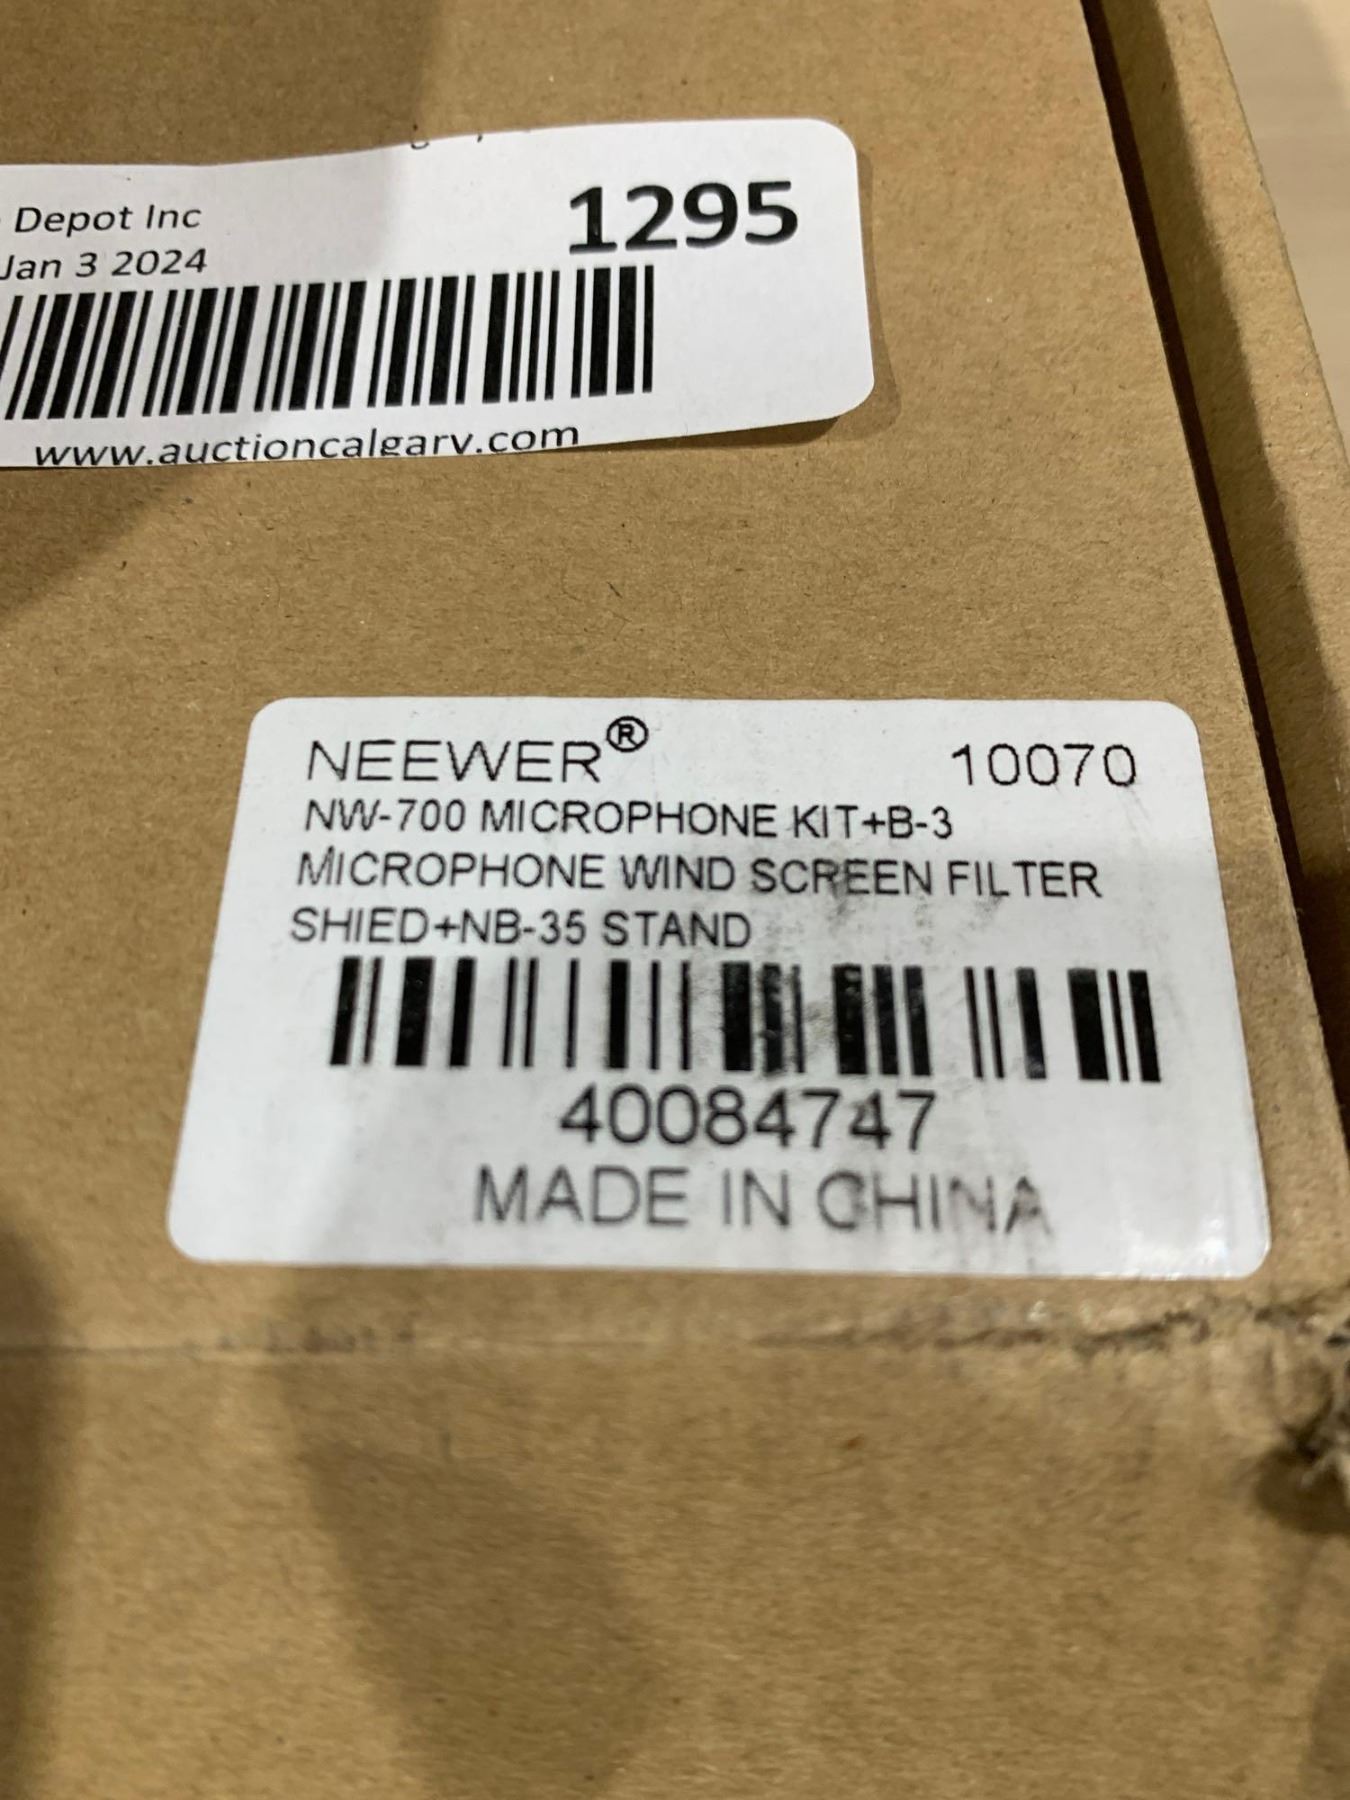 Depot Inc
1295
Jan 3 2024
www.auctioncalgary.com
NEEWER® 10070
NW-700 MICROPHONE KIT+B-3
MICROPHONE WIND SCREEN FILTER
SHIED+NB-35 STAND
40084747
MADE IN CHINA